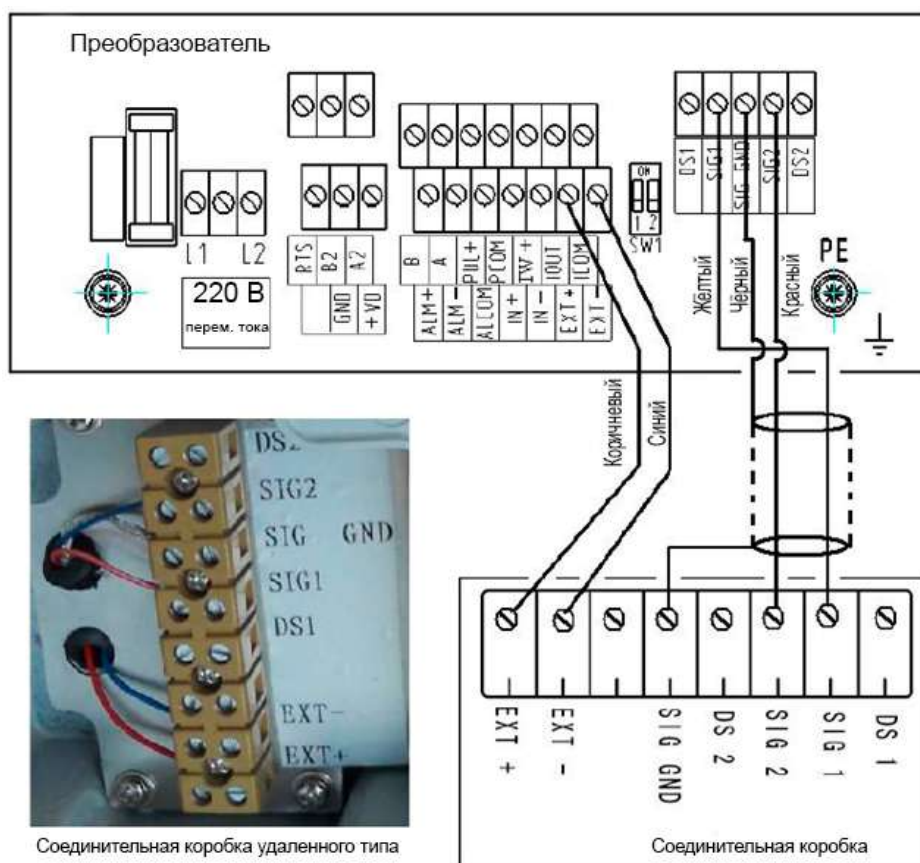 Преобразователь
L1 L2
220 В
перем. тока
RTS B2 A2
GND +VD
B A PUL+ PCOM IW+ IOUT ICOM
ALM+ ALM- ALCOM IN+ IN- EXT+ EXT-
ON
1 2
SW1
DS1 SIG1 SIG GND SIG2 DS2
Жёлтый
Чёрный
Красный
PE
Коричневый
Синий
DS2
SIG2
SIG GND
SIG1
DS1
EXT-
EXT+
EXT + EXT - SIG GND DS 2 SIG 2 SIG 1 DS 1
Соединительная коробка удаленного типа
Соединительная коробка